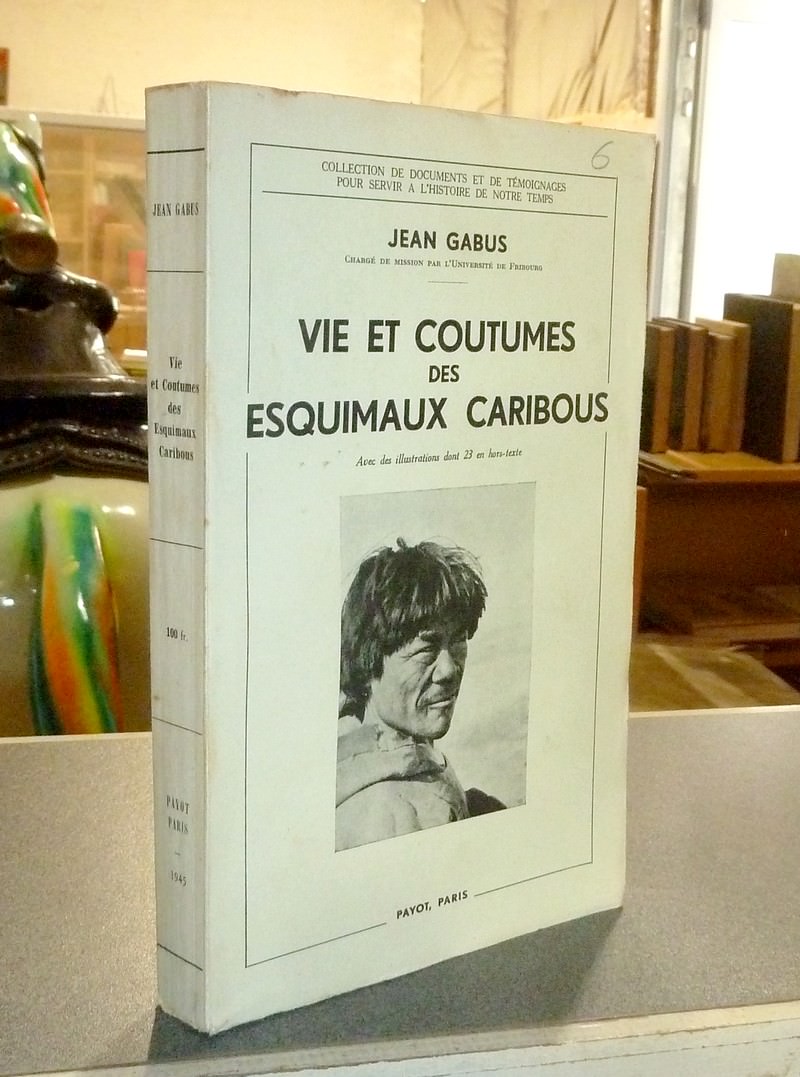 JEAN GABUS
Vie
et Coutumes
des
Esquimaux
Caribous
100 fr.
PAYOT
PARIS
—
1945
6
COLLECTION DE DOCUMENTS ET DE TÉMOIGNAGES
POUR SERVIR A L'HISTOIRE DE NOTRE TEMPS
JEAN GABUS
CHARGÉ DE MISSION PAR L'UNIVERSITÉ DE FRIBOURG
VIE ET COUTUMES
DES
ESQUIMAUX CARIBOUS
Avec des illustrations dont 23 en hors-texte
PAYOT, PARIS